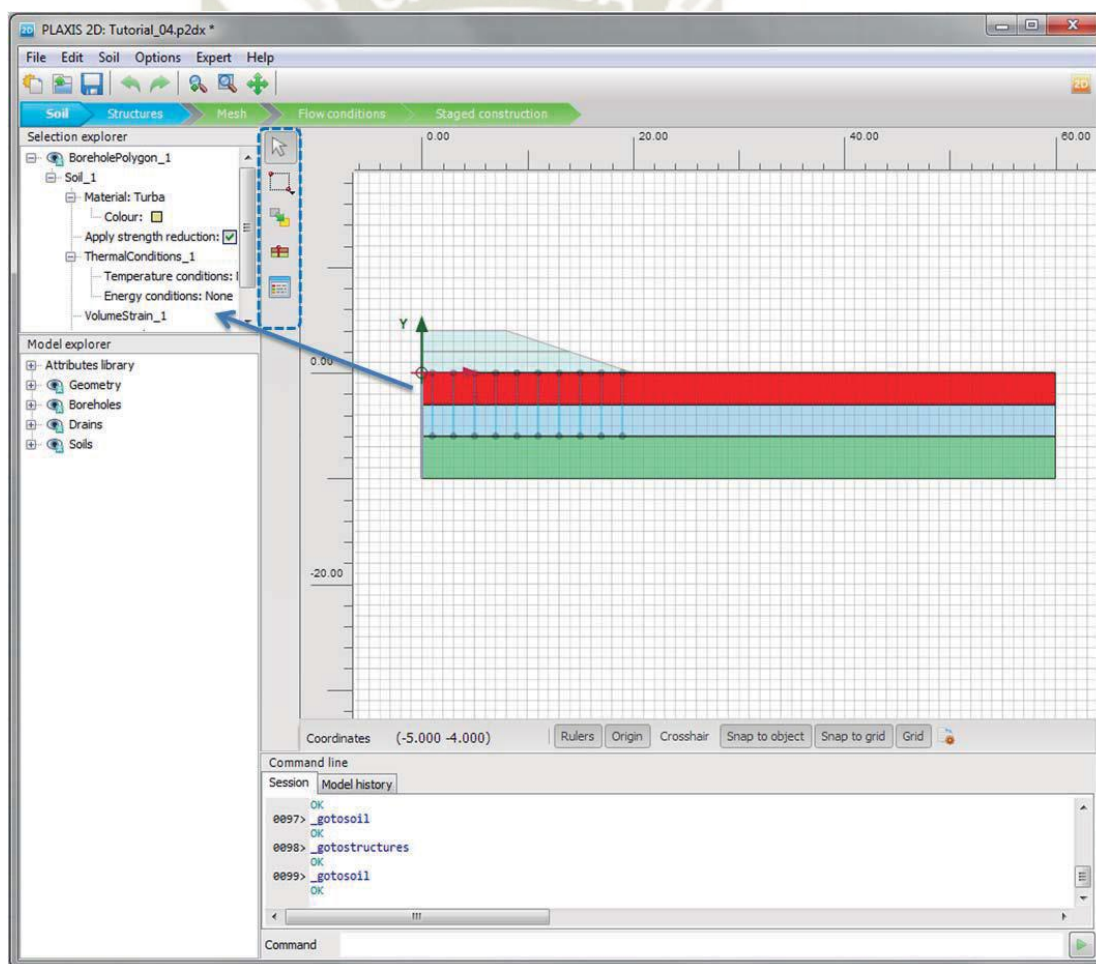 PLAXIS 2D: Tutorial_04.p2dx *
File Edit Soil Options Expert Help
Soil Structures Mesh Flow conditions Staged construction
Selection explorer
BoreholePolygon_1
Soil_1
Material: Turba
Colour:
Apply strength reduction:
ThermalConditions_1
Temperature conditions:
Energy conditions: None
VolumeStrain_1
Model explorer
Attributes library
Geometry
Boreholes
Drains
Soils
0.00 20.00 40.00 60.00
Y
0.00
-20.00
Coordinates (-5.000 -4.000) Rulers Origin Crosshair Snap to object Snap to grid Grid
Command line
Session Model history
OK
0097> _gotosoil
OK
0098> _gotostructures
OK
0099> _gotosoil
OK
Command